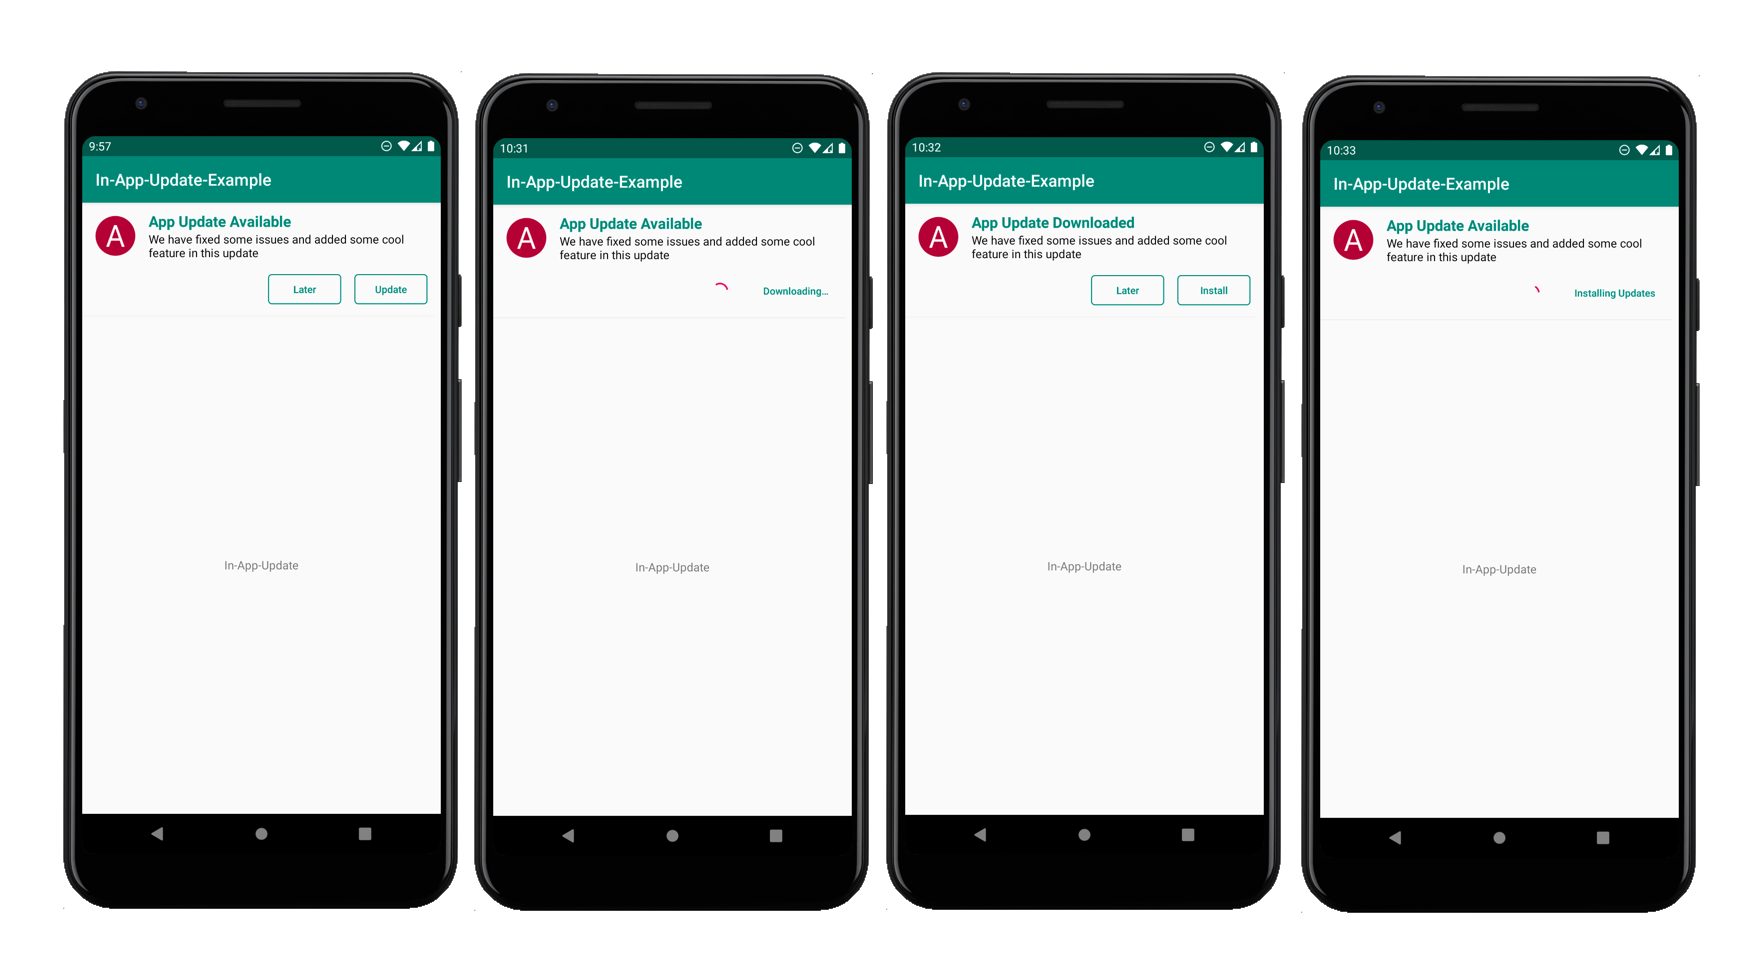 9:57
In-App-Update-Example
A
App Update Available
We have fixed some issues and added some cool
feature in this update
Later Update
In-App-Update
10:31
In-App-Update-Example
A
App Update Available
We have fixed some issues and added some cool
feature in this update
Downloading...
In-App-Update
10:32
In-App-Update-Example
A
App Update Downloaded
We have fixed some issues and added some cool
feature in this update
Later Install
In-App-Update
10:33
In-App-Update-Example
A
App Update Available
We have fixed some issues and added some cool
feature in this update
Installing Updates
In-App-Update